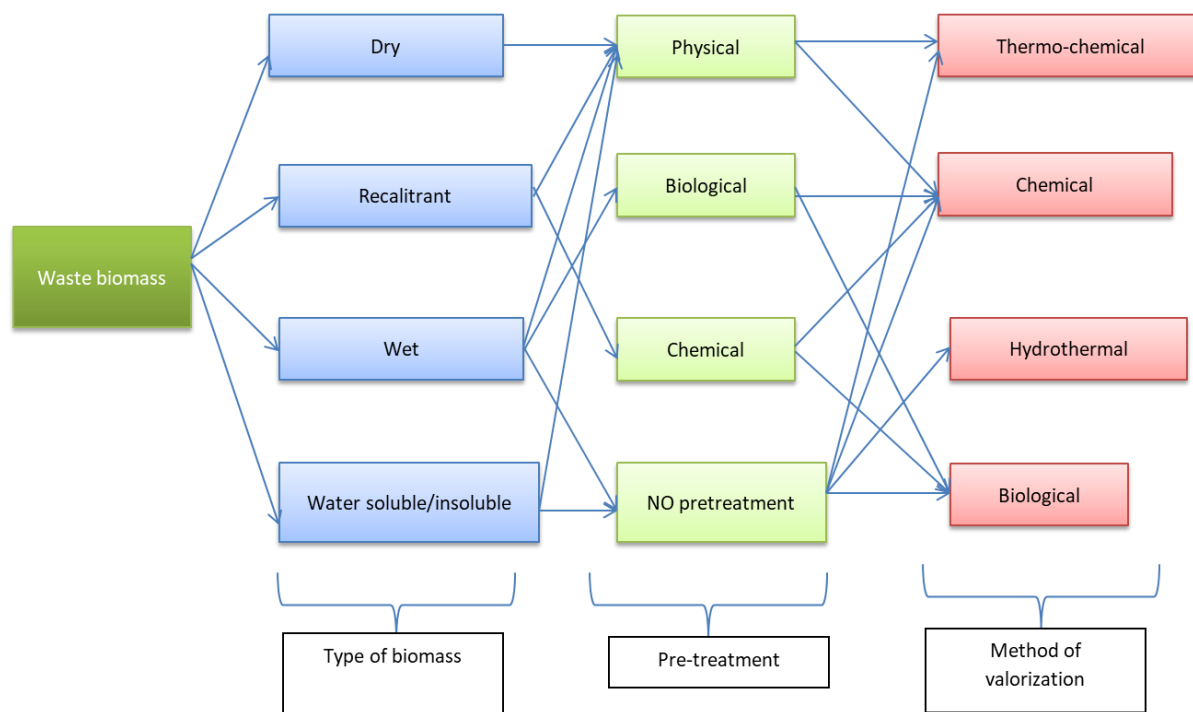 Dry
Physical
Thermo-chemical
Recalitrant
Biological
Chemical
Waste biomass
Wet
Chemical
Hydrothermal
Water soluble/insoluble
NO pretreatment
Biological
Type of biomass
Pre-treatment
Method of
valorization